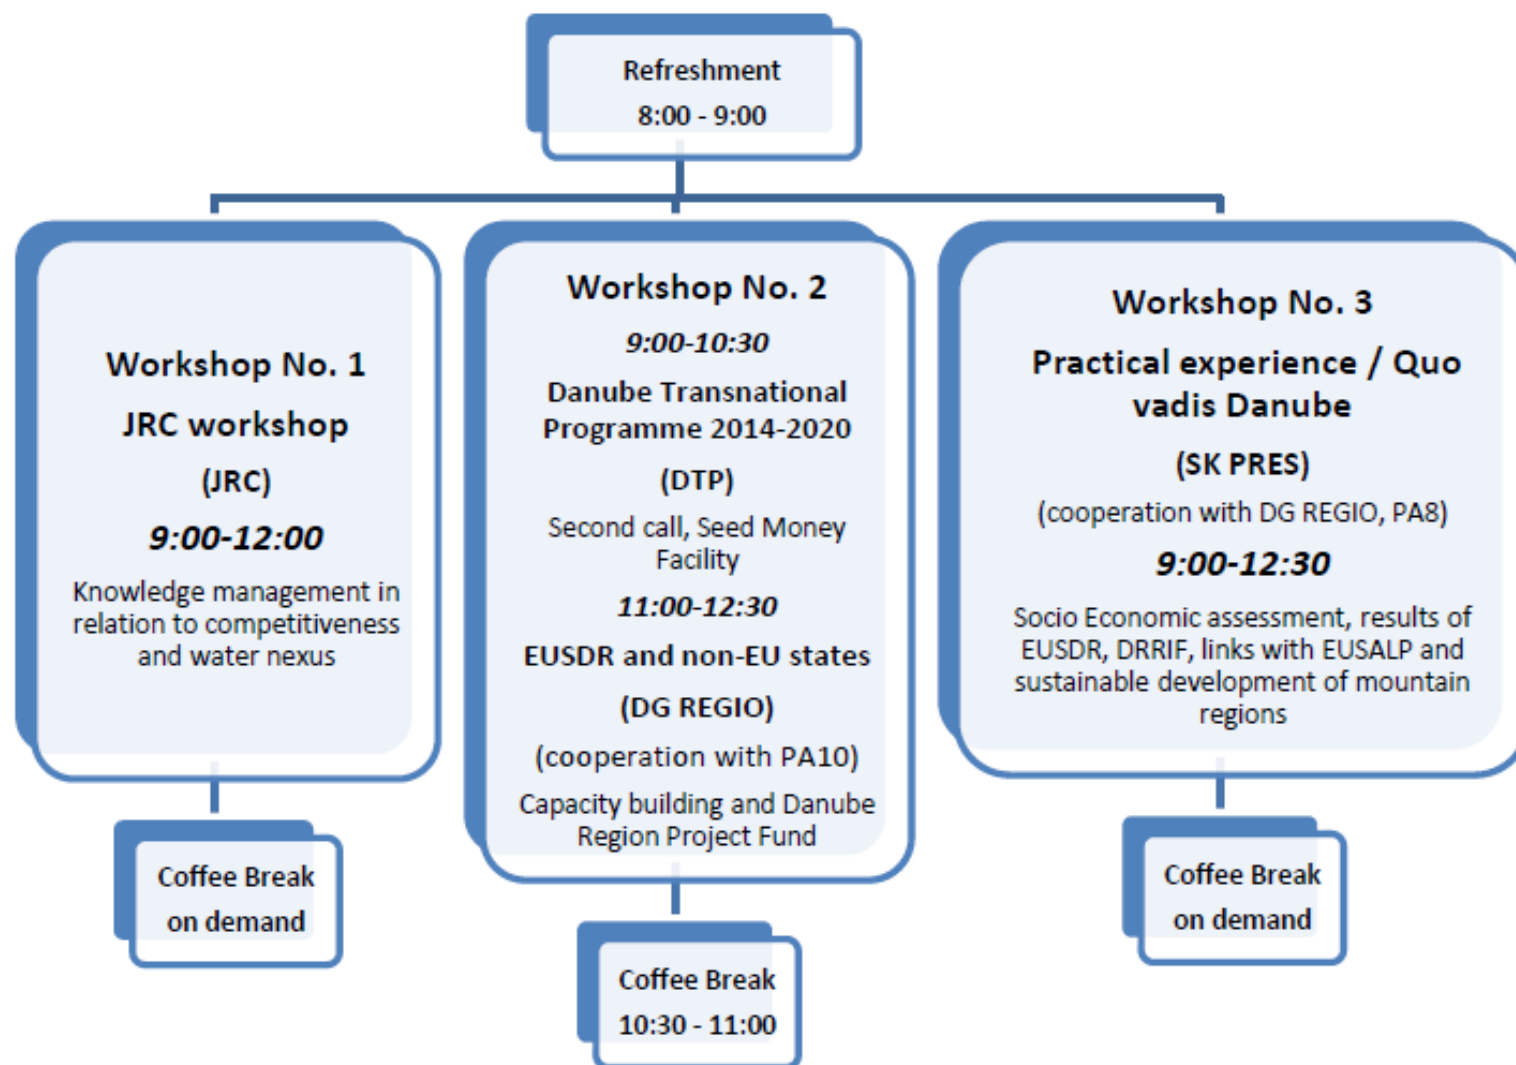 Refreshment
8:00 - 9:00
Workshop No. 1
JRC workshop
(JRC)
9:00-12:00
Knowledge management in
relation to competitiveness
and water nexus
Coffee Break
on demand
Workshop No. 2
9:00-10:30
Danube Transnational
Programme 2014-2020
(DTP)
Second call, Seed Money
Facility
11:00-12:30
EUSDR and non-EU states
(DG REGIO)
(cooperation with PA10)
Capacity building and Danube
Region Project Fund
Coffee Break
10:30 - 11:00
Workshop No. 3
Practical experience / Quo
vadis Danube
(SK PRES)
(cooperation with DG REGIO, PA8)
9:00-12:30
Socio Economic assessment, results of
EUSDR, DRRIF, links with EUSALP and
sustainable development of mountain
regions
Coffee Break
on demand